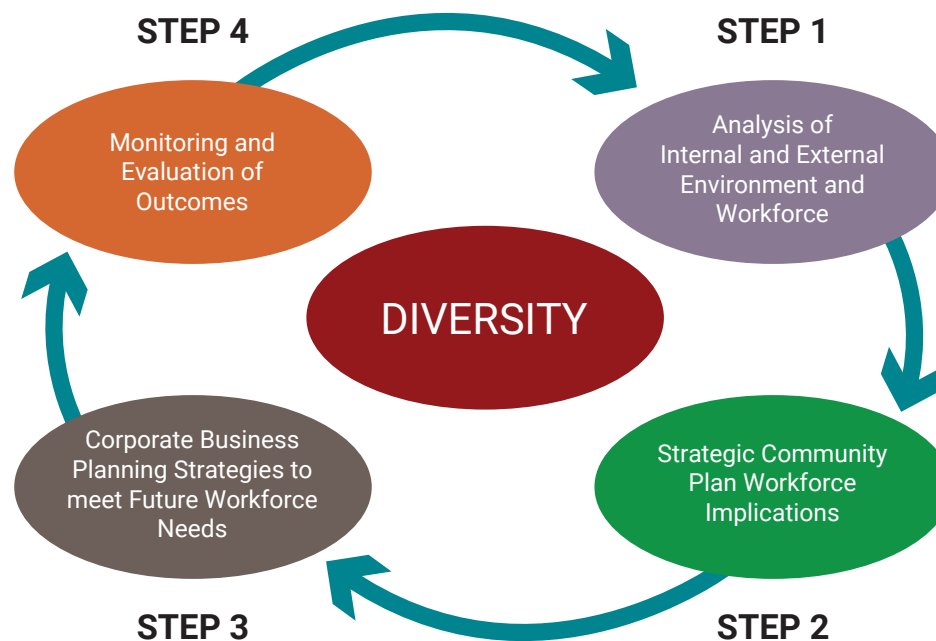 STEP 4
STEP 1
Monitoring and
Evaluation of
Outcomes
Analysis of
Internal and External
Environment and
Workforce
DIVERSITY
Corporate Business
Planning Strategies to
meet Future Workforce
Needs
Strategic Community
Plan Workforce
Implications
STEP 3
STEP 2